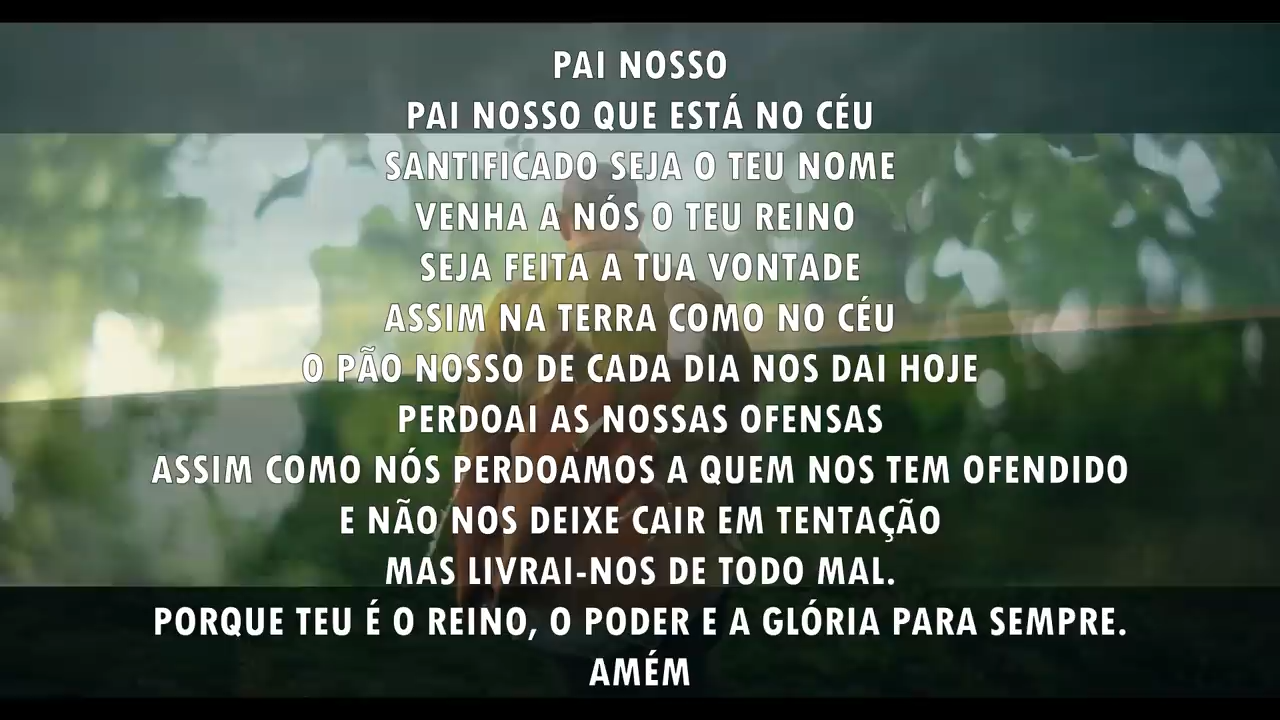 PAI NOSSO
PAI NOSSO QUE ESTÁ NO CÉU
SANTIFICADO SEJA O TEU NOME
VENHA A NÓS O TEU REINO
SEJA FEITA A TUA VONTADE
ASSIM NA TERRA COMO NO CÉU
O PÃO NOSSO DE CADA DIA NOS DAI HOJE
PERDOAI AS NOSSAS OFENSAS
ASSIM COMO NÓS PERDOAMOS A QUEM NOS TEM OFENDIDO
E NÃO NOS DEIXE CAIR EM TENTAÇÃO
MAS LIVRAI-NOS DE TODO MAL.
PORQUE TEU É O REINO, O PODER E A GLÓRIA PARA SEMPRE.
AMÉM